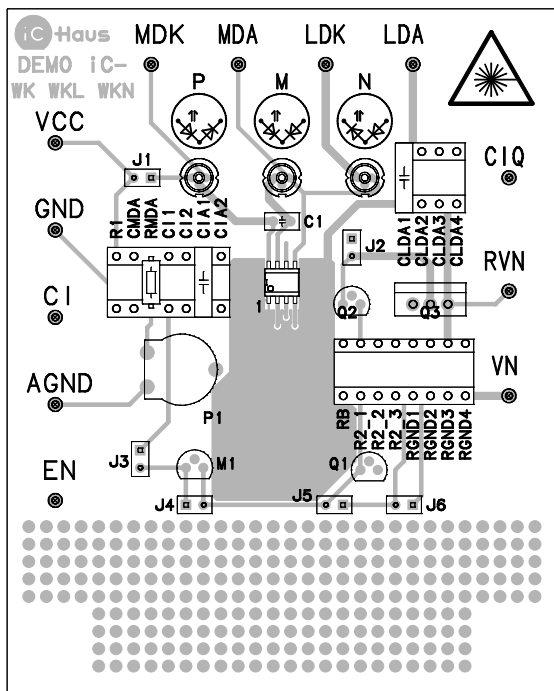 iC Haus
DEMO iC-
WK WKL WKN
MDK
MDA
LDK
LDA
P
M
N
VCC
J1
CIQ
GND
R1
CMDA
RMDA
CI1
CI2
CIA1
CIA2
C1
J2
CLDA1
CLDA2
CLDA3
CLDA4
RVN
CI
1
Q2
Q3
VN
AGND
P1
RB
R2_1
R2_2
R2_3
RGND1
RGND2
RGND3
RGND4
J3
M1
Q1
EN
J4
J5
J6